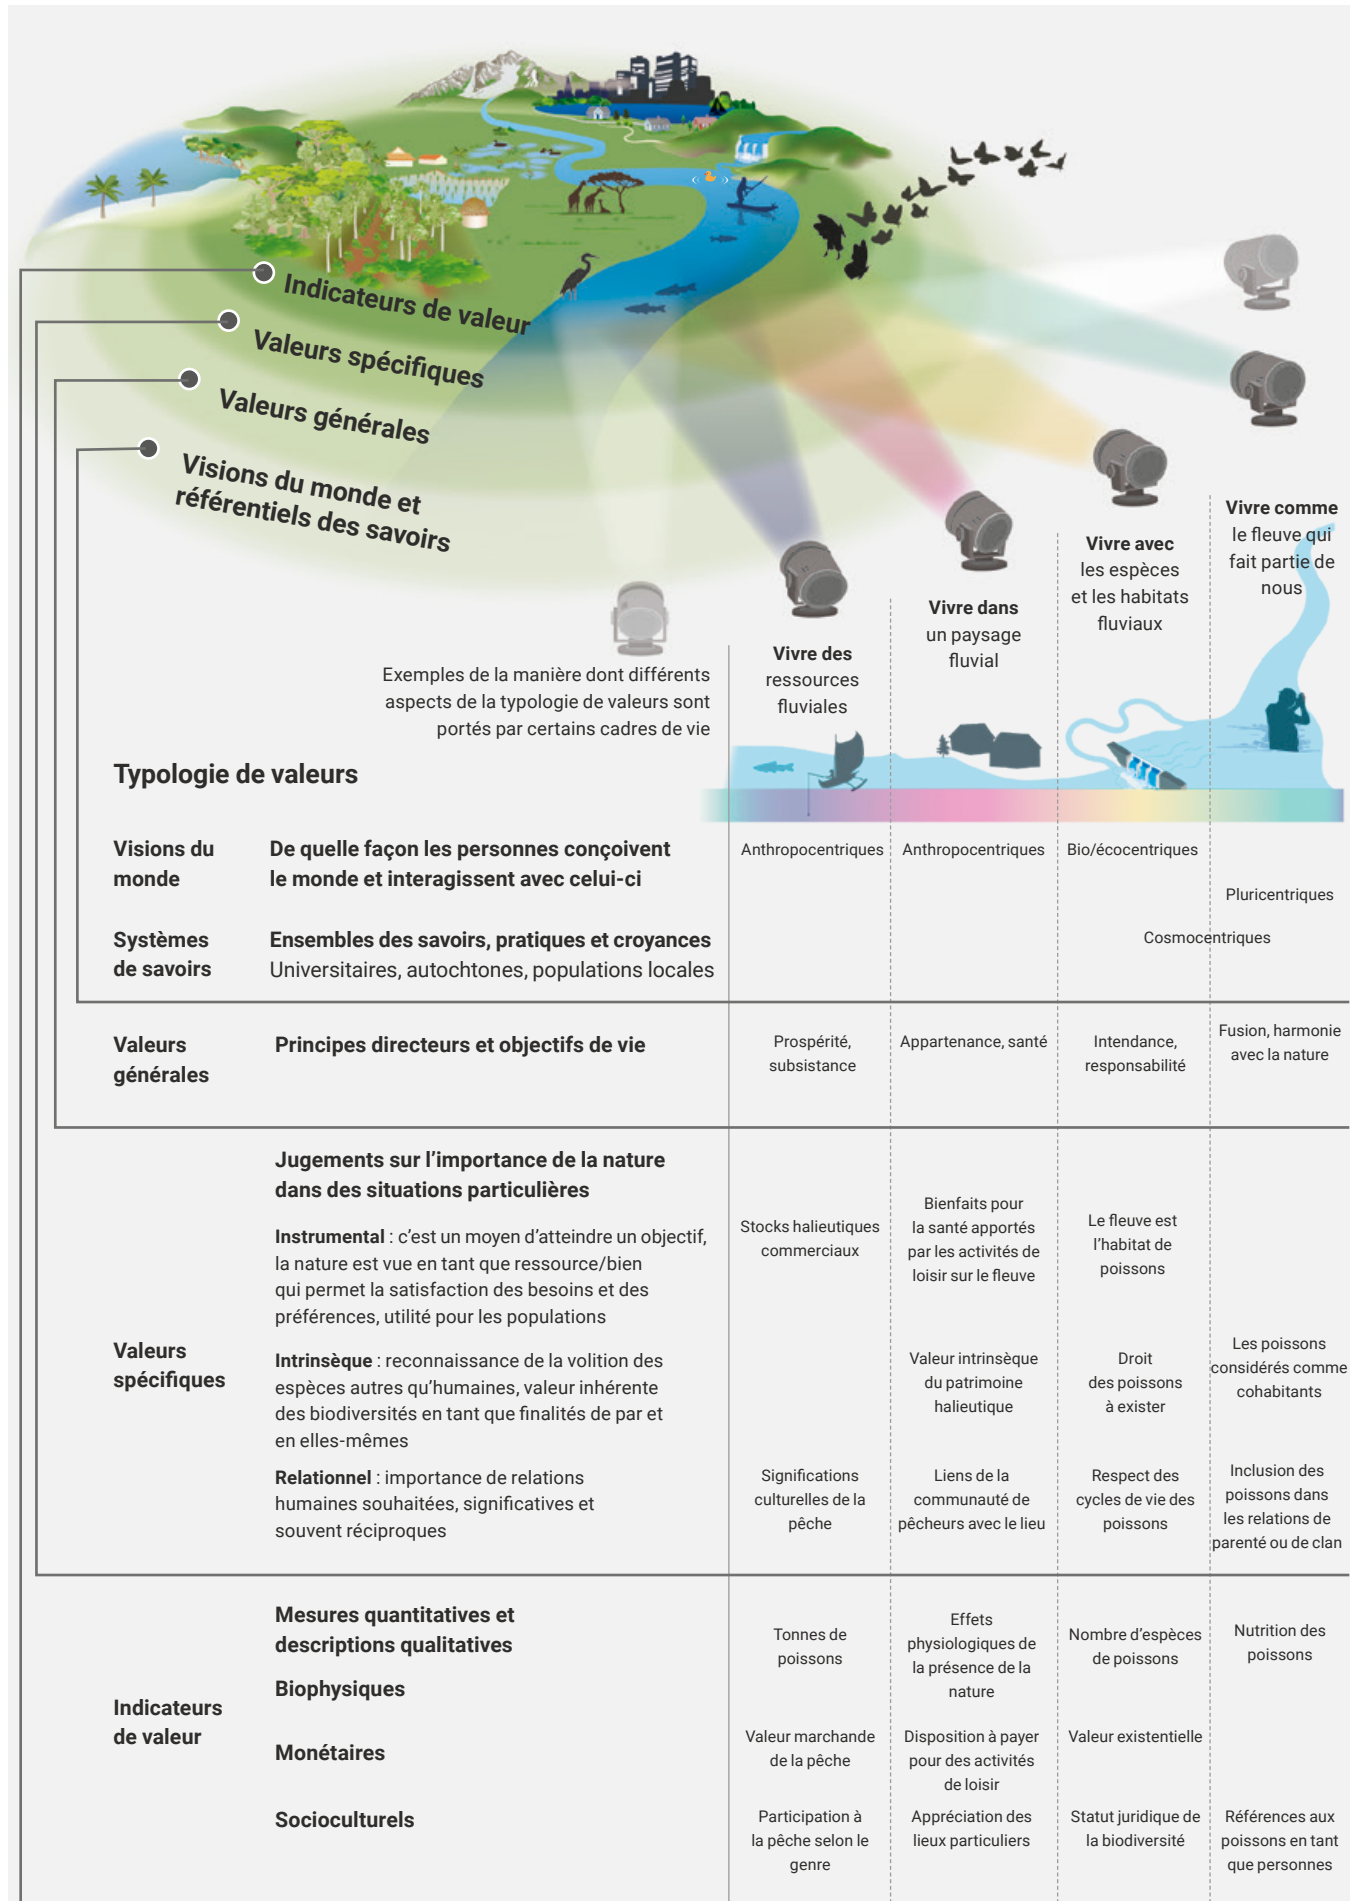 Indicateurs de valeur
Valeurs spécifiques
Valeurs générales
Visions du monde et
référentiels des savoirs
Exemples de la manière dont différents
aspects de la typologie de valeurs sont
portés par certains cadres de vie
Vivre des
ressources
fluviales
Vivre dans
un paysage
fluvial
Vivre avec
les espèces
et les habitats
fluviaux
Vivre comme
le fleuve qui
fait partie de
nous
Typologie de valeurs
Visions du
monde
De quelle façon les personnes conçoivent
le monde et interagissent avec celui-ci
Anthropocentriques
Anthropocentriques
Bio/écocentriques
Pluricentriques
Systèmes
de savoirs
Ensembles des savoirs, pratiques et croyances
Universitaires, autochtones, populations locales
Cosmocentriques
Valeurs
générales
Principes directeurs et objectifs de vie
Prospérité,
subsistance
Appartenance, santé
Intendance,
responsabilité
Fusion, harmonie
avec la nature
Valeurs
spécifiques
Jugements sur l’importance de la nature
dans des situations particulières
Instrumental : c’est un moyen d’atteindre un objectif,
la nature est vue en tant que ressource/bien
qui permet la satisfaction des besoins et des
préférences, utilité pour les populations
Stocks halieutiques
commerciaux
Bienfaits pour
la santé apportés
par les activités de
loisir sur le fleuve
Le fleuve est
l’habitat de
poissons
Intrinsèque : reconnaissance de la volition des
espèces autres qu’humaines, valeur inhérente
des biodiversités en tant que finalités de par et
en elles-mêmes
Valeur intrinsèque
du patrimoine
halieutique
Droit
des poissons
à exister
Les poissons
considérés comme
cohabitants
Relationnel : importance de relations
humaines souhaitées, significatives et
souvent réciproques
Significations
culturelles de la
pêche
Liens de la
communauté de
pêcheurs avec le lieu
Respect des
cycles de vie des
poissons
Inclusion des
poissons dans
les relations de
parenté ou de clan
Indicateurs
de valeur
Mesures quantitatives et
descriptions qualitatives
Biophysiques
Tonnes de
poissons
Effets
physiologiques de
la présence de la
nature
Nombre d’espèces
de poissons
Nutrition des
poissons
Monétaires
Valeur marchande
de la pêche
Disposition à payer
pour des activités
de loisir
Valeur existentielle
Socioculturels
Participation à
la pêche selon le
genre
Appréciation des
lieux particuliers
Statut juridique de
la biodiversité
Références aux
poissons en tant
que personnes